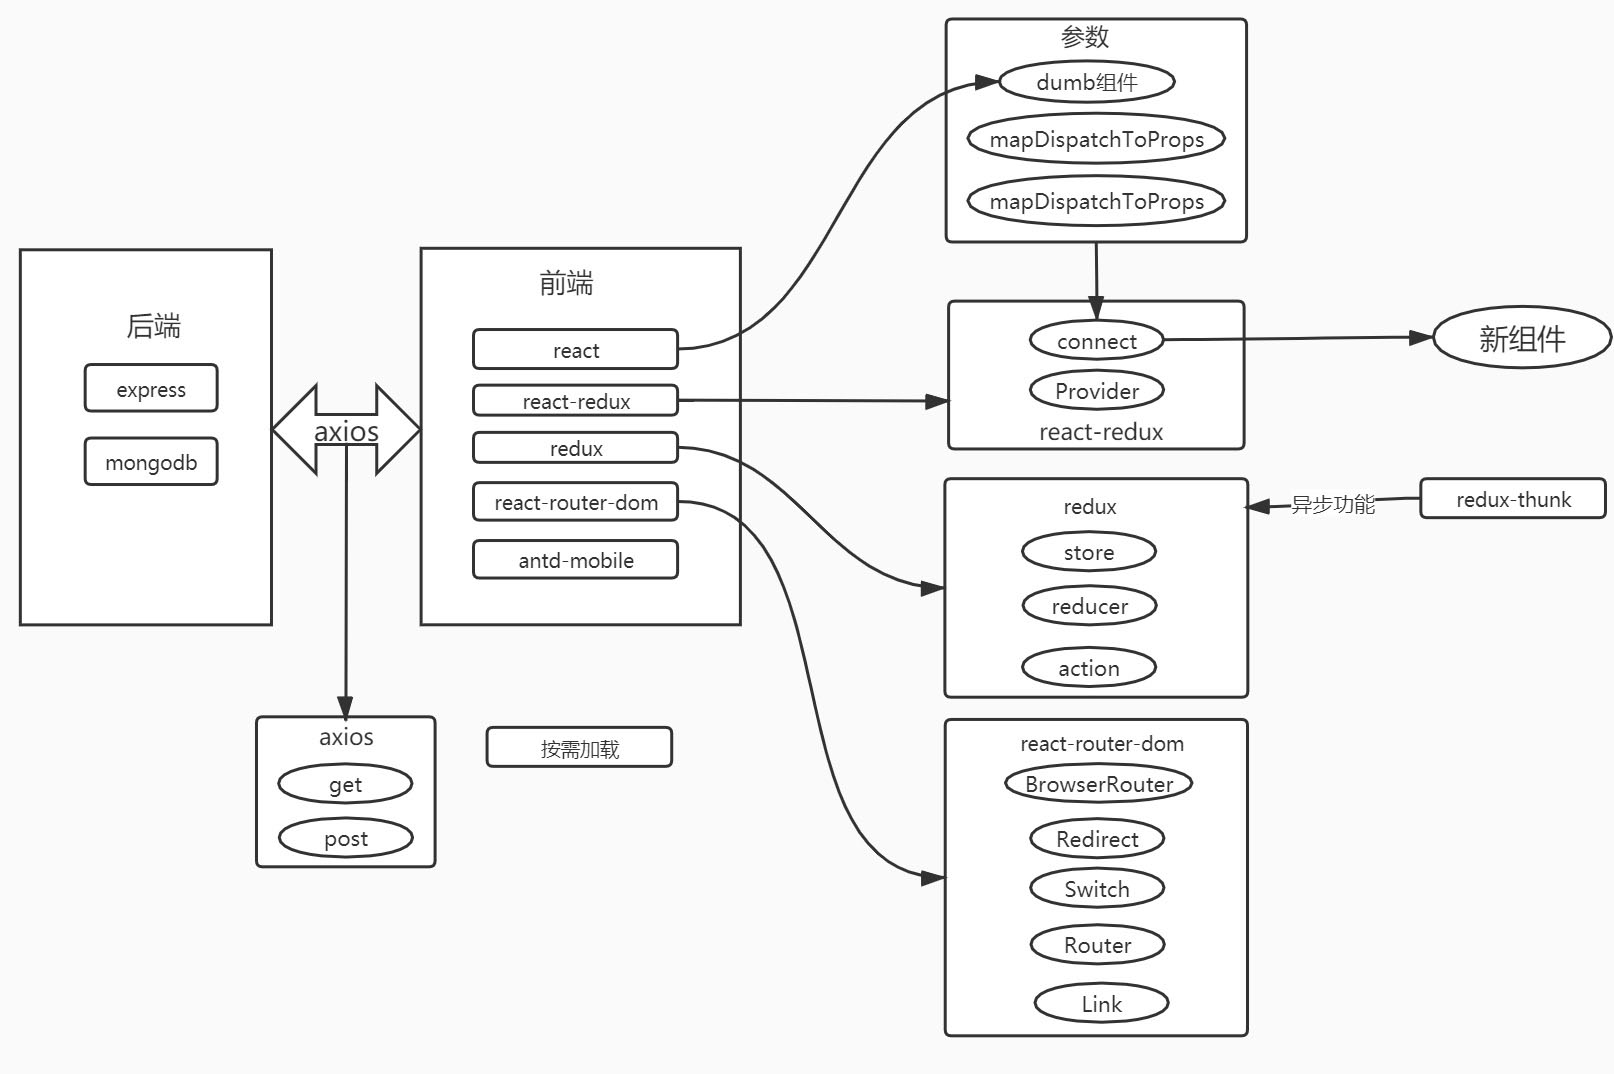 后端
express
mongodb
axios
前端
react
react-redux
redux
react-router-dom
antd-mobile
axios
get
post
按需加载
参数
dumb组件
mapDispatchToProps
mapDispatchToProps
connect
Provider
react-redux
新组件
redux
store
reducer
action
异步功能
redux-thunk
react-router-dom
BrowserRouter
Redirect
Switch
Router
Link